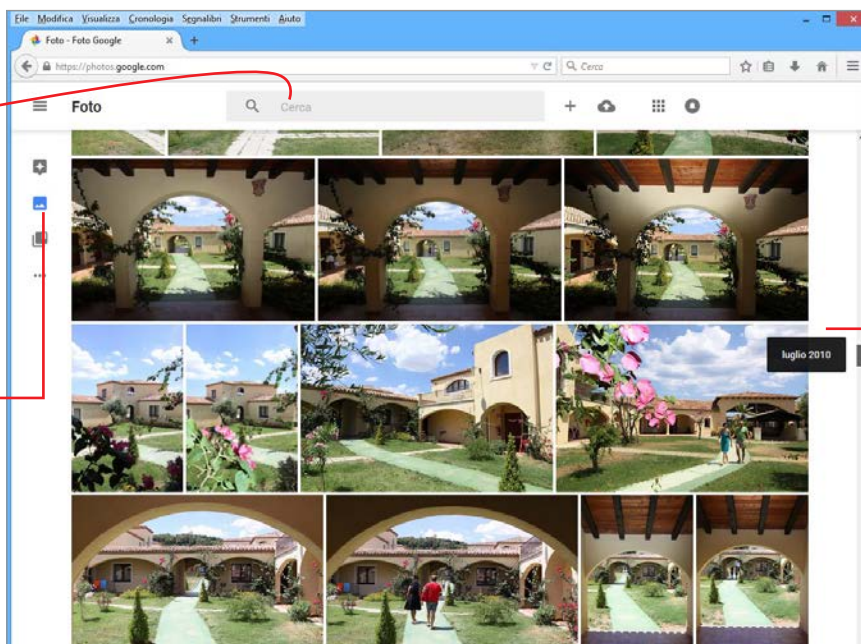 File Modifica Visualizza Cronologia Segnalibri Strumenti Aiuto
Foto - Foto Google
https://photos.google.com
Cerca
Foto
Cerca
luglio 2010